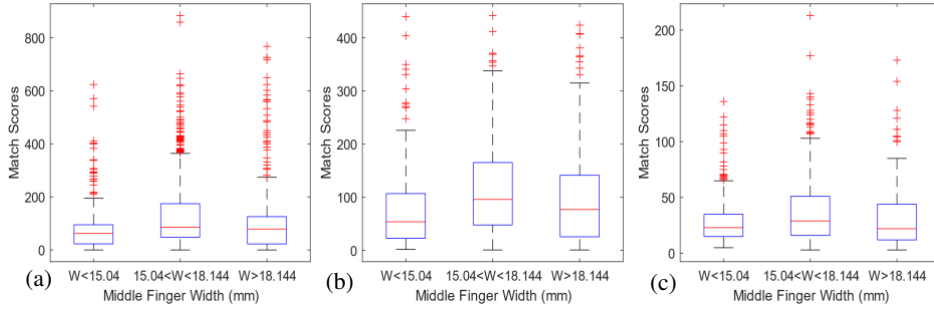 800
600
400
200
0
Match Scores
W<15.04 15.04<W<18.144 W>18.144
Middle Finger Width (mm)
(a)
400
300
200
100
0
Match Scores
W<15.04 15.04<W<18.144 W>18.144
Middle Finger Width (mm)
(b)
200
150
100
50
0
Match Scores
W<15.04 15.04<W<18.144 W>18.144
Middle Finger Width (mm)
(c)